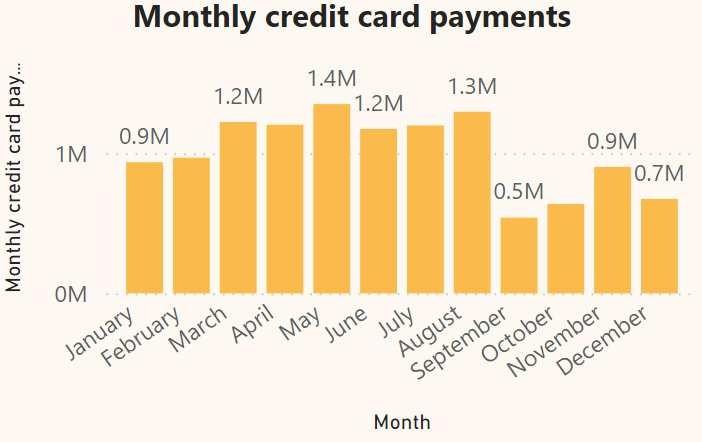 Monthly credit card payments
Monthly credit card pay...
1.4M
1.3M
1.2M
1.2M
0.9M
0.9M
0.7M
0.5M
1M
0M
January
February
March
April
May
June
July
August
September
October
November
December
Month